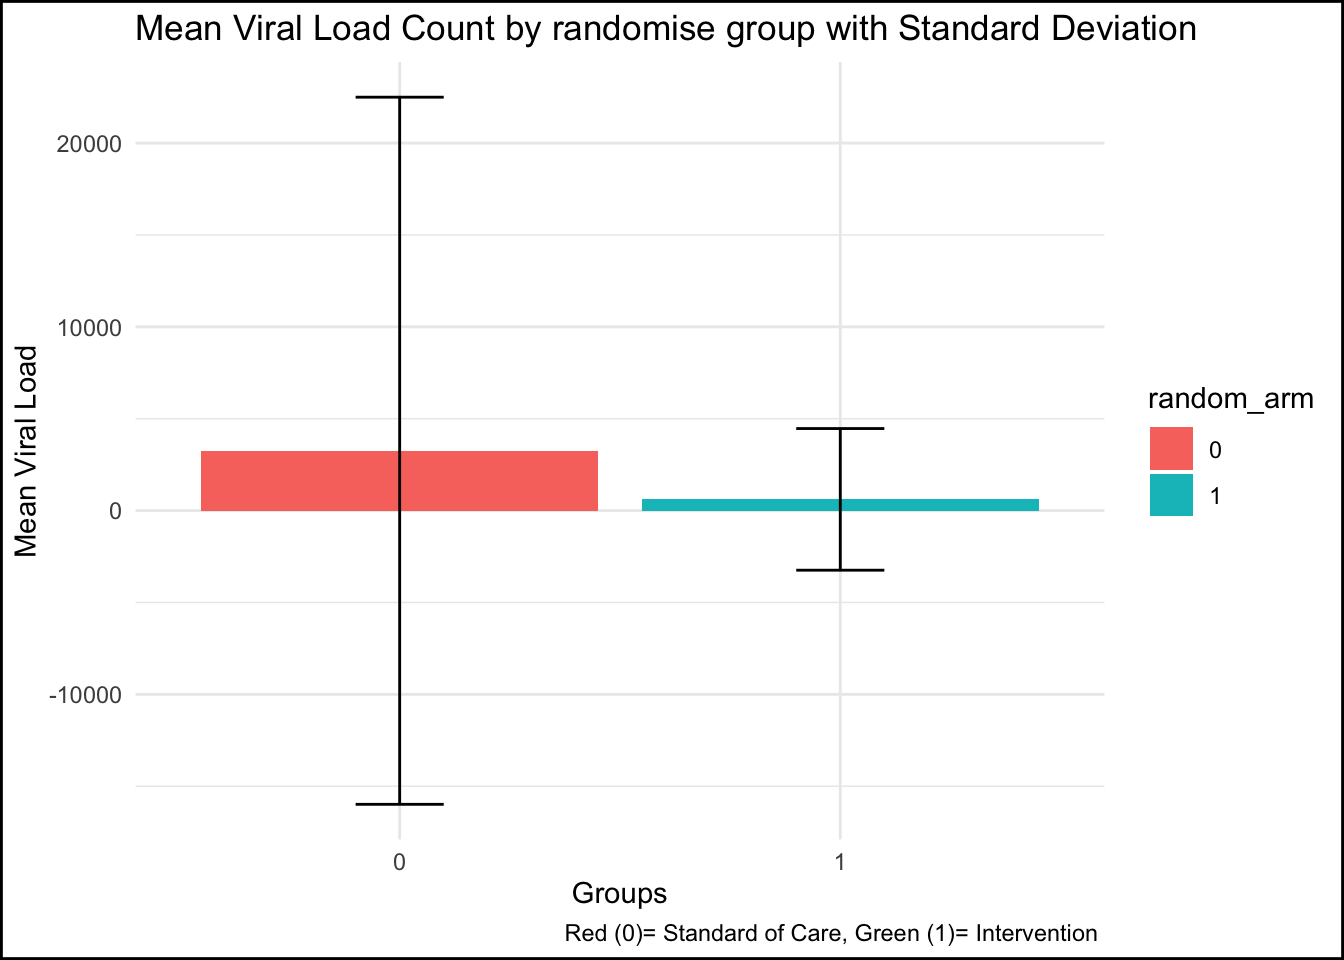 Mean Viral Load Count by randomise group with Standard Deviation
Mean Viral Load
20000
10000
0
-10000
0
1
Groups
random_arm
0
1
Red (0)= Standard of Care, Green (1)= Intervention